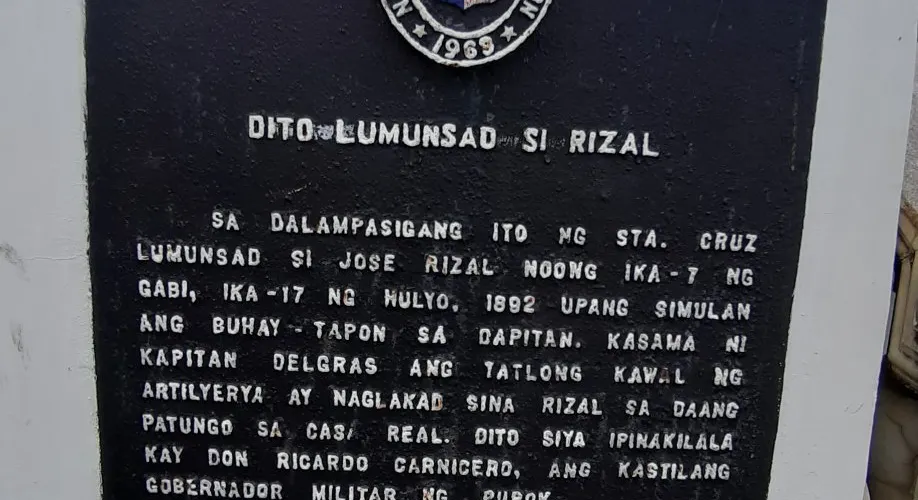 1969
DITO LUMUNSAD SI RIZAL
SA DALAMPASIGANG ITO NG STA. CRUZ
LUMUNSAD SI JOSE RIZAL NOONG IKA-7 NG
GABI, IKA-17 NG HULYO, 1892 UPANG SIMULAN
ANG BUHAY-TAPON SA DAPITAN. KASAMA NI
KAPITAN DELGRAS ANG TATLONG KAWAL NG
ARTILYERYA AY NAGLAKAD SINA RIZAL SA DAANG
PATUNGO SA CASA REAL. DITO SIYA IPINAKILALA
KAY DON RICARDO CARNICERO, ANG KASTILANG
GOBERNADOR MILITAR NG POROK